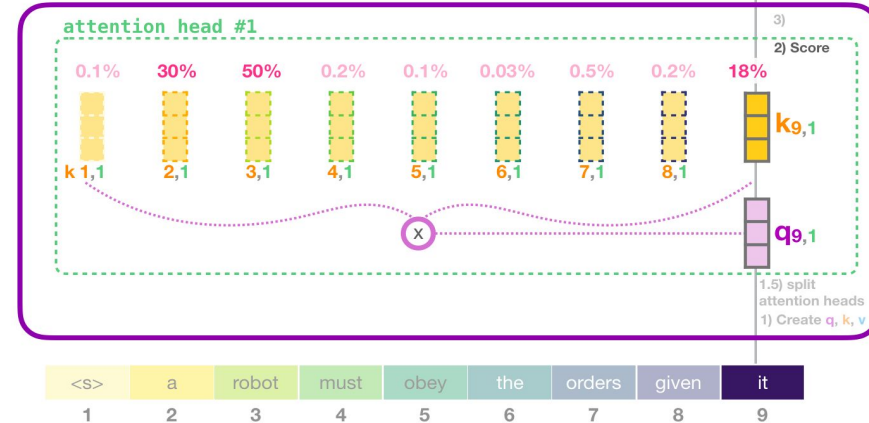 attention head #1
3)
2) Score
0.1% 30% 50% 0.2% 0.1% 0.03% 0.5% 0.2% 18%
k9,1
k 1,1 2,1 3,1 4,1 5,1 6,1 7,1 8,1
X
q9,1
1.5) split
attention heads
1) Create q, k, v
<s> a robot must obey the orders given it
1 2 3 4 5 6 7 8 9